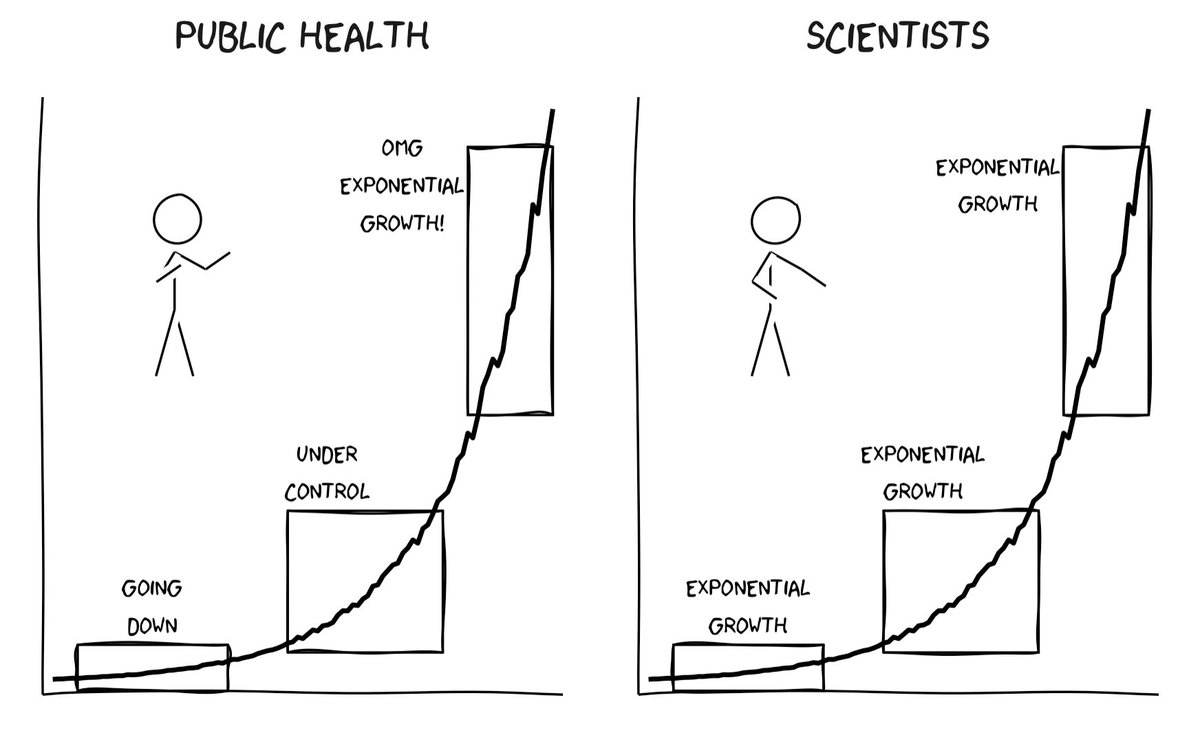 PUBLIC HEALTH
OMG
EXPONENTIAL
GROWTH!
UNDER
CONTROL
GOING
DOWN
SCIENTISTS
EXPONENTIAL
GROWTH
EXPONENTIAL
GROWTH
EXPONENTIAL
GROWTH